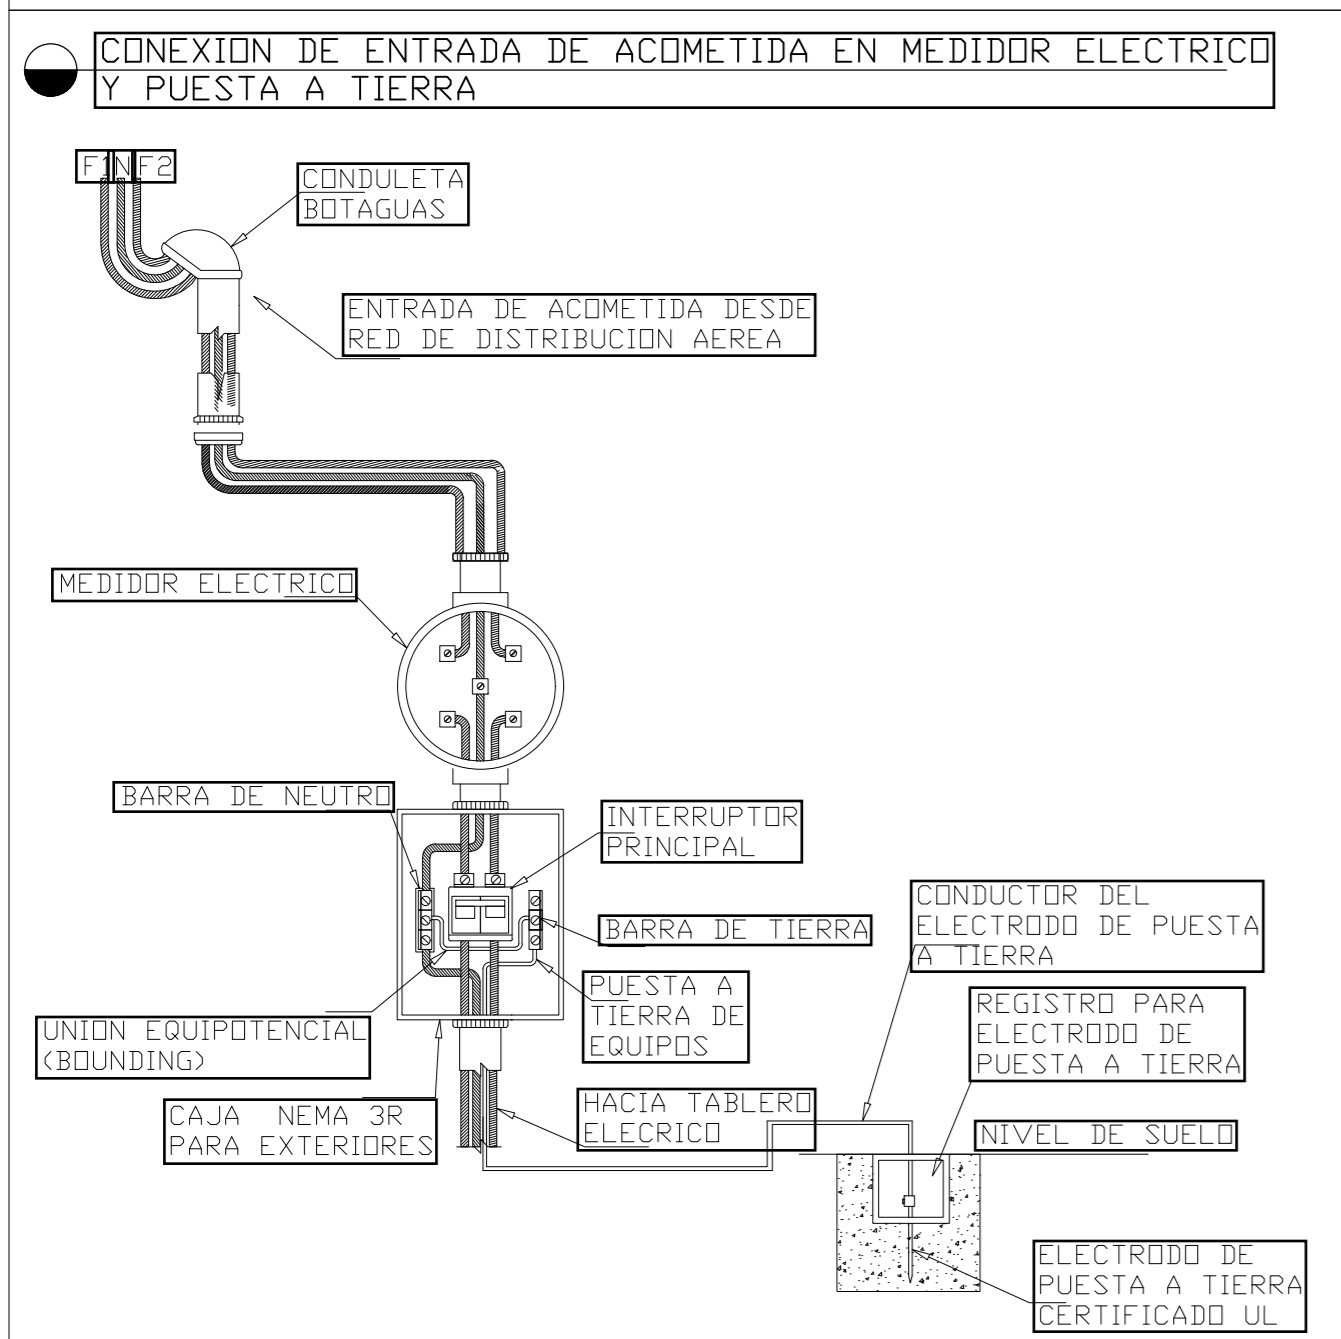 CONEXION DE ENTRADA DE ACOMETIDA EN MEDIDOR ELECTRICO
Y PUESTA A TIERRA
F1 N F2
CONDULETA
BOTAGUAS
ENTRADA DE ACOMETIDA DESDE
RED DE DISTRIBUCION AEREA
MEDIDOR ELECTRICO
BARRA DE NEUTRO
INTERRUPTOR
PRINCIPAL
CONDUCTOR DEL
ELECTRODO DE PUESTA
A TIERRA
BARRA DE TIERRA
PUESTA A
TIERRA DE
EQUIPOS
REGISTRO PARA
ELECTRODO DE
PUESTA A TIERRA
UNION EQUIPOTENCIAL
(BOUNDING)
CAJA NEMA 3R
PARA EXTERIORES
HACIA TABLERO
ELECRICO
NIVEL DE SUELO
ELECTRODO DE
PUESTA A TIERRA
CERTIFICADO UL